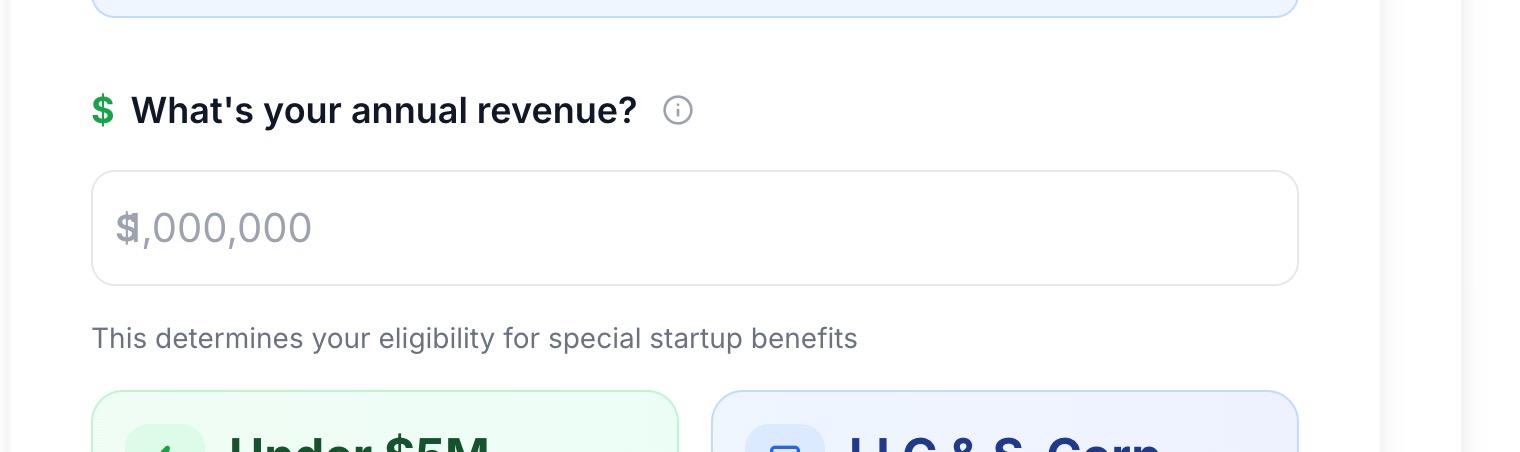 $ What's your annual revenue?
$1,000,000
This determines your eligibility for special startup benefits
Under $5M LLC & S-Corp